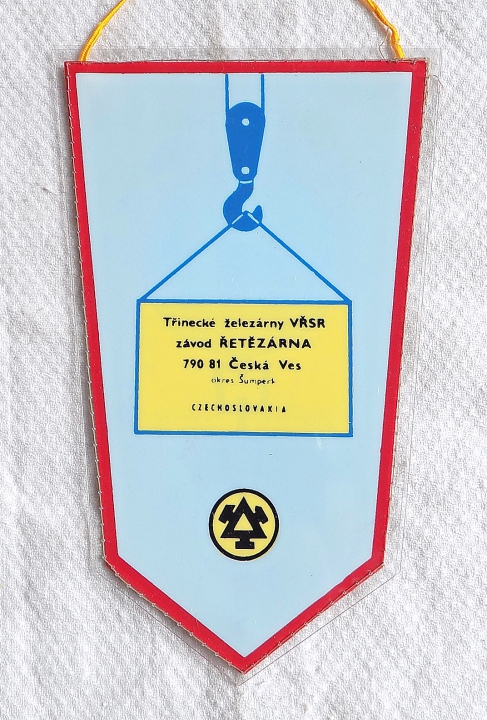 Třinecké železárny VŘSR
závod ŘETĚZÁRNA
790 81 Česká Ves
okres Šumperk
CZECHOSLOVAKIA